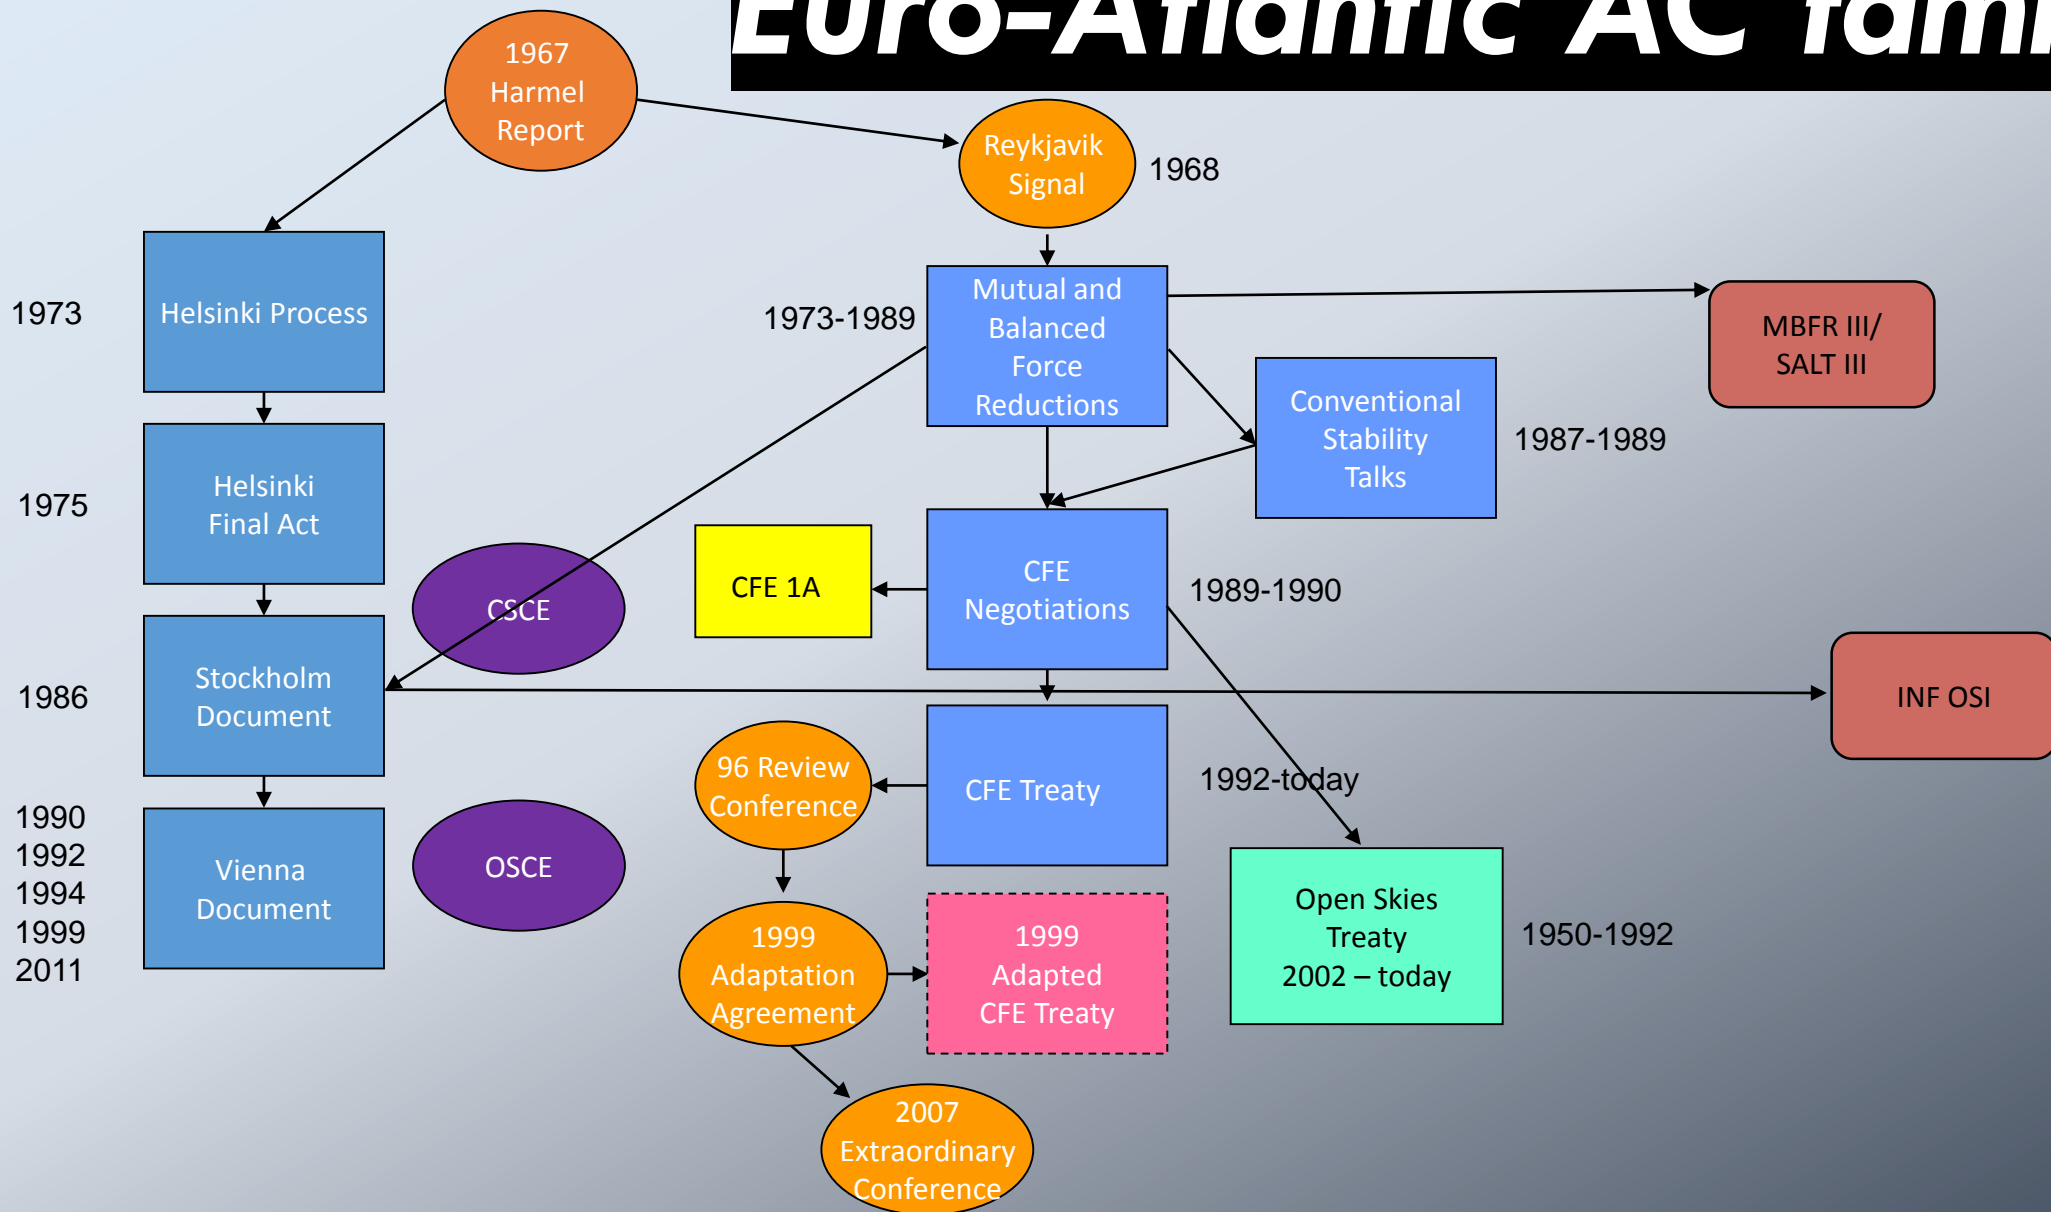 Euro-Atlantic AC
1967
Harmel
Report
Reykjavik
Signal
1968
1973
Helsinki Process
1973-1989
Mutual and
Balanced
Force
Reductions
MBFR III/
SALT III
Conventional
Stability
Talks
1987-1989
1975
Helsinki
Final Act
CSCE
CFE 1A
CFE
Negotiations
1989-1990
1986
Stockholm
Document
INF OSI
96 Review
Conference
CFE Treaty
1992-today
1990
1992
1994
1999
2011
Vienna
Document
OSCE
1999
Adaptation
Agreement
1999
Adapted
CFE Treaty
Open Skies
Treaty
2002 – today
1950-1992
2007
Extraordinary
Conference